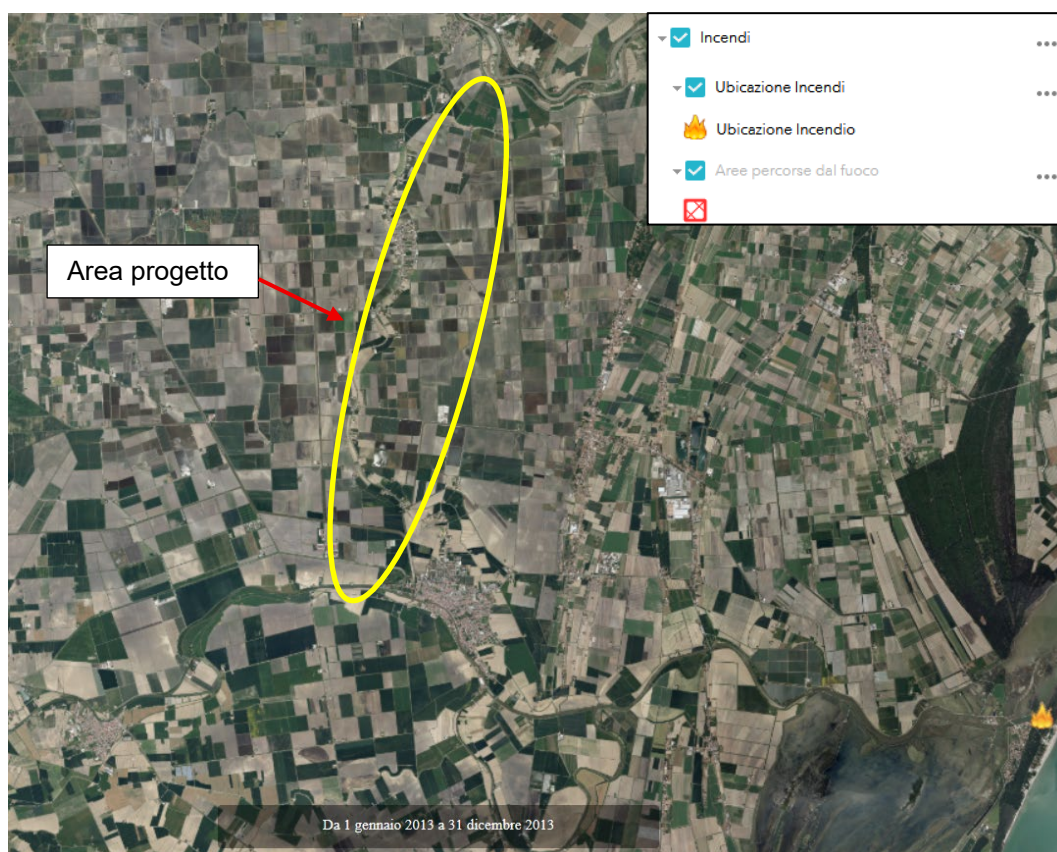 Incendi
Ubicazione Incendi
Ubicazione Incendio
Aree percorse dal fuoco
Area progetto
Da 1 gennaio 2013 a 31 dicembre 2013